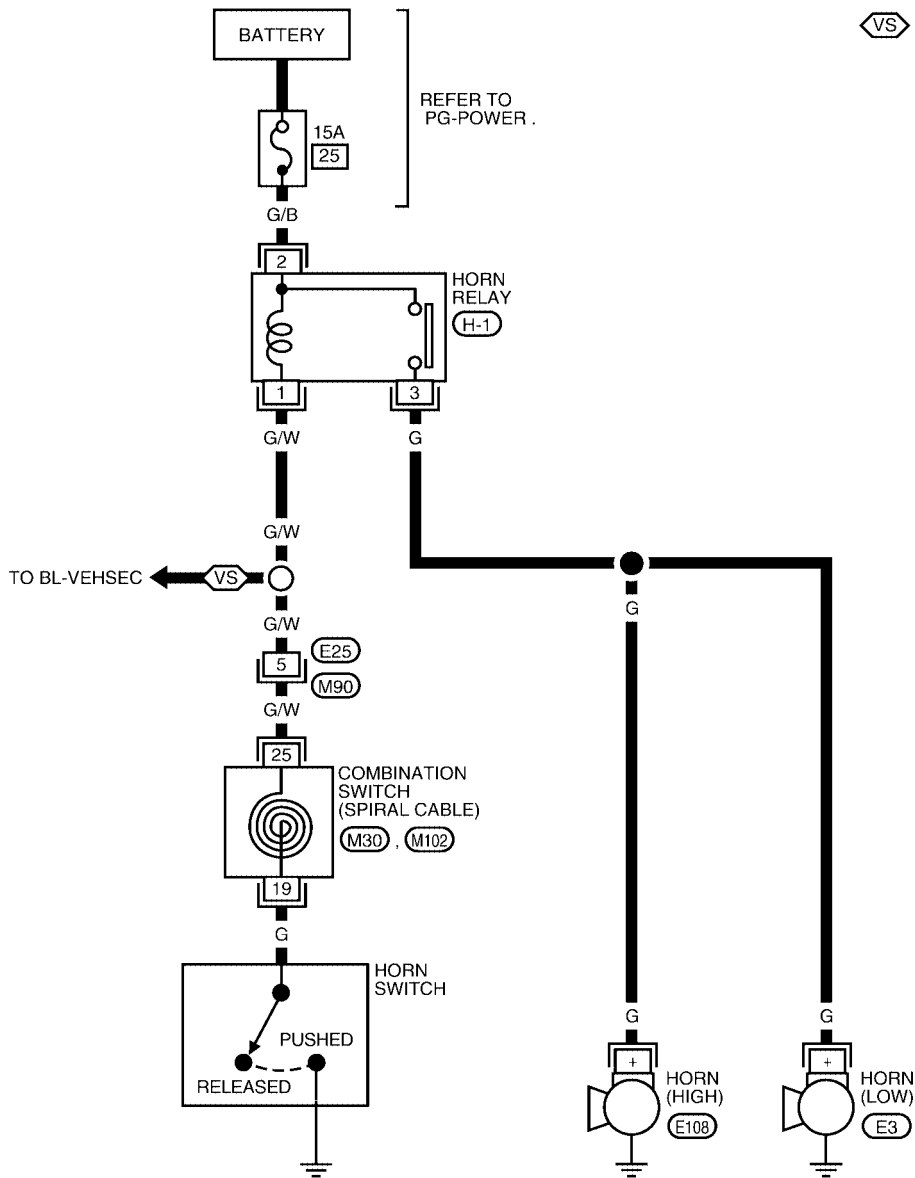 VS
BATTERY
REFER TO
PG-POWER .
15A
25
G/B
2
HORN
RELAY
H-1
1
3
G/W
G
G/W
TO BL-VEHSEC
VS
G
G/W
5
E25
M90
G/W
25
COMBINATION
SWITCH
(SPIRAL CABLE)
M30 , M102
19
G
HORN
SWITCH
PUSHED
RELEASED
G
G
+
+
HORN
(HIGH)
E108
HORN
(LOW)
E3